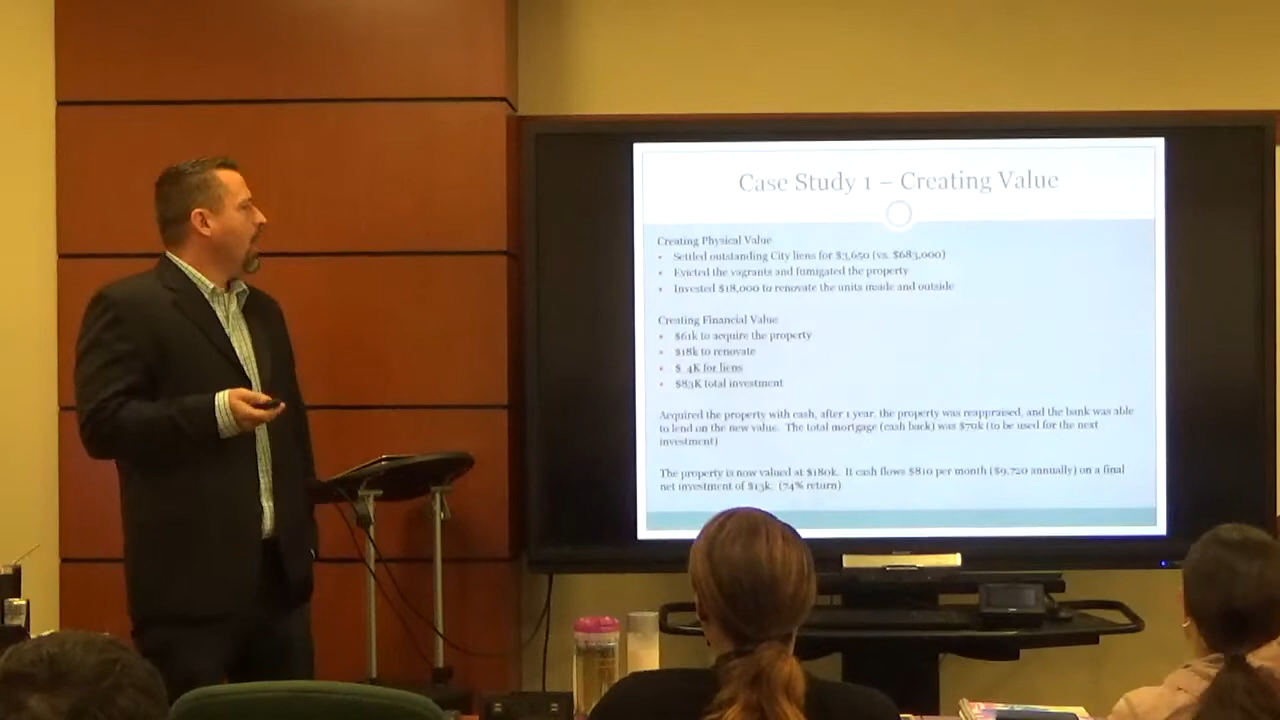 Case Study 1 – Creating Value
Creating Physical Value
• Settled outstanding City liens for $3,650 (vs. $683,000)
• Evicted the vagrants and fumigated the property
• Invested $18,000 to renovate the units inside and outside
Creating Financial Value
• $61k to acquire the property
• $18k to renovate
• $ 4K for liens
• $83K total investment
Acquired the property with cash, after 1 year, the property was reappraised, and the bank was able
to lend on the new value. The total mortgage (cash back) was $70k (to be used for the next
investment)
The property is now valued at $180k. It cash flows $810 per month ($9,720 annually) on a final
net investment of $13k. (74% return)